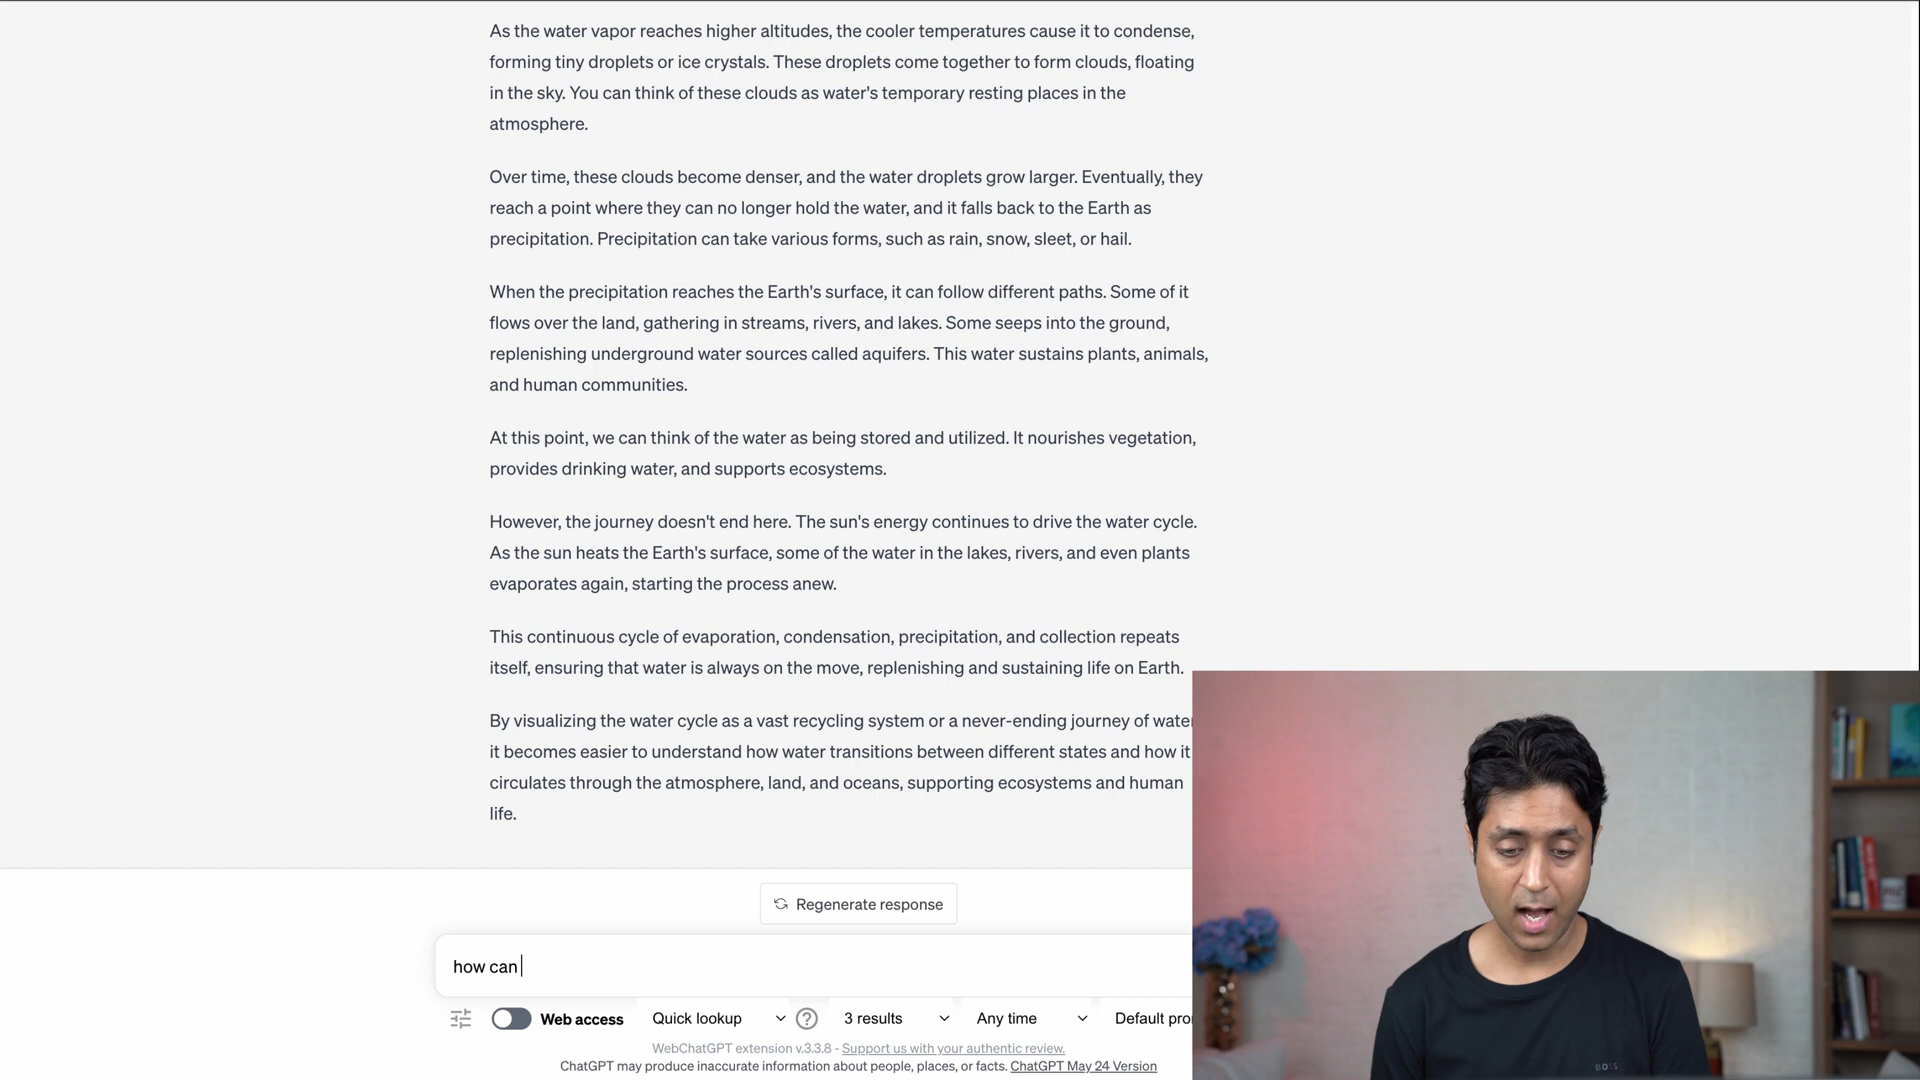 As the water vapor reaches higher altitudes, the cooler temperatures cause it to condense,
forming tiny droplets or ice crystals. These droplets come together to form clouds, floating
in the sky. You can think of these clouds as water's temporary resting places in the
atmosphere.
Over time, these clouds become denser, and the water droplets grow larger. Eventually, they
reach a point where they can no longer hold the water, and it falls back to the Earth as
precipitation. Precipitation can take various forms, such as rain, snow, sleet, or hail.
When the precipitation reaches the Earth's surface, it can follow different paths. Some of it
flows over the land, gathering in streams, rivers, and lakes. Some seeps into the ground,
replenishing underground water sources called aquifers. This water sustains plants, animals,
and human communities.
At this point, we can think of the water as being stored and utilized. It nourishes vegetation,
provides drinking water, and supports ecosystems.
However, the journey doesn't end here. The sun's energy continues to drive the water cycle.
As the sun heats the Earth's surface, some of the water in the lakes, rivers, and even plants
evaporates again, starting the process anew.
This continuous cycle of evaporation, condensation, precipitation, and collection repeats
itself, ensuring that water is always on the move, replenishing and sustaining life on Earth.
By visualizing the water cycle as a vast recycling system or a never-ending journey of water
it becomes easier to understand how water transitions between different states and how it
circulates through the atmosphere, land, and oceans, supporting ecosystems and human
life.
Regenerate response
how can
Web access Quick lookup 3 results Any time Default pro
WebChatGPT extension v.3.3.8 - Support us with your authentic review.
ChatGPT may produce inaccurate information about people, places, or facts. ChatGPT May 24 Version
BOSS